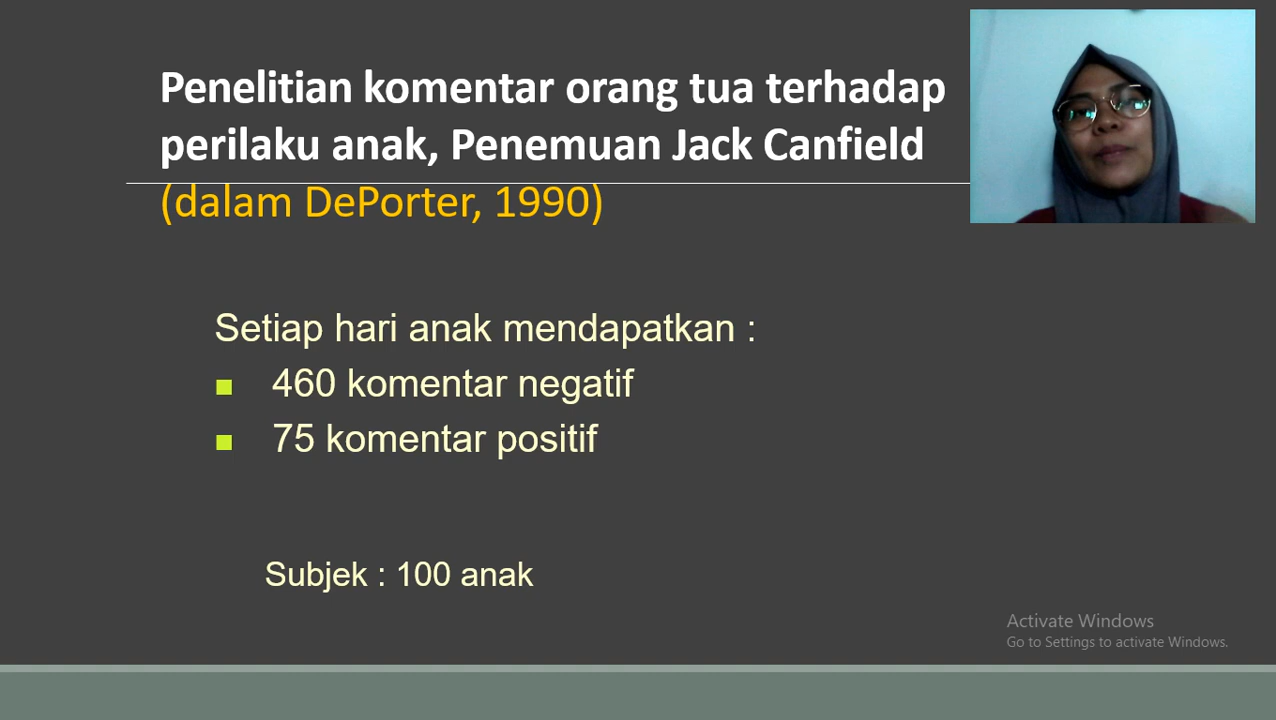 Penelitian komentar orang tua terhadap
perilaku anak, Penemuan Jack Canfield
(dalam DePorter, 1990)
Setiap hari anak mendapatkan :
460 komentar negatif
75 komentar positif
Subjek : 100 anak
Activate Windows
Go to Settings to activate Windows.